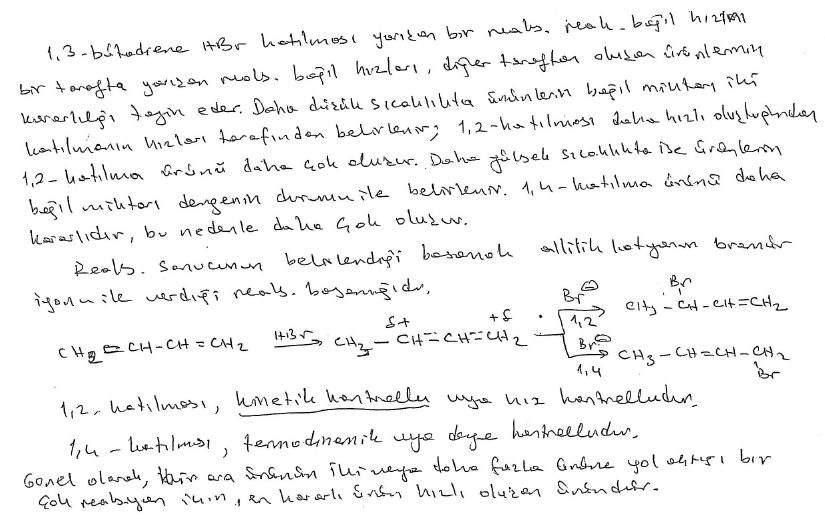 1,3-bütadiene HBr katılması yarışan bir reaks. reak. bağıl hızları
bir tarafta yarışan reaks. bağıl hızları, diğer taraftan oluşan ürünlerinin
kararlılığı tayin eder. Daha düşük sıcaklıkta ürünlerin bağıl miktarı iki
katılmanın hızları tarafından belirlenir; 1,2-katılması daha hızlı oluştuğundan
1,2-katılma ürünü daha çok oluşur. Daha yüksek sıcaklıkta ise ürünlerin
bağıl miktarı dengenin durumu ile belirlenir. 1,4-katılma ürünü daha
kararlıdır, bu nedenle daha çok oluşur.
Reaks. sonucunun belirlendiği basamak allilik katyonun bromür
iyonu ile verdiği reaks. basamağıdır.
CH2=CH-CH=CH2 HBr→ CH3-CH=CH=CH2 δ+ +δ
Br⊖ 1,2 CH3-CH-CH=CH2 Br
Br⊖ 1,4 CH3-CH=CH-CH2 Br
1,2-katılması, kinetik kontrollu veya hız kontrolludur.
1,4-katılması, termodinamik veya denge kontrolludur.
Genel olarak, bir ara ürünün iki veya daha fazla ürüne yol açtığı bir
çok reaksiyon için, en kararlı ürün hızlı oluşan üründür.